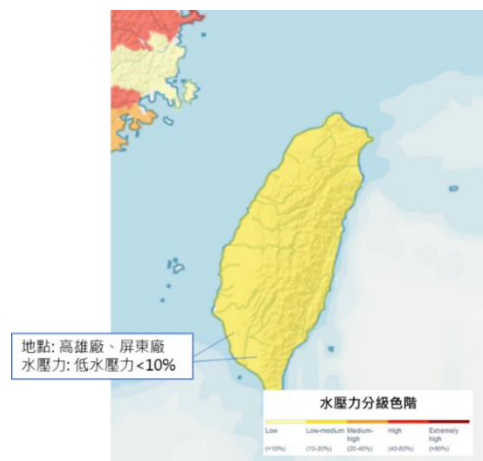 地點: 高雄廠、屏東廠
水壓力: 低水壓力<10%
水壓力分級色階
Low Low-medium Medium-high High Extremely high
(<10%) (10-20%) (20-40%) (40-80%) (>80%)